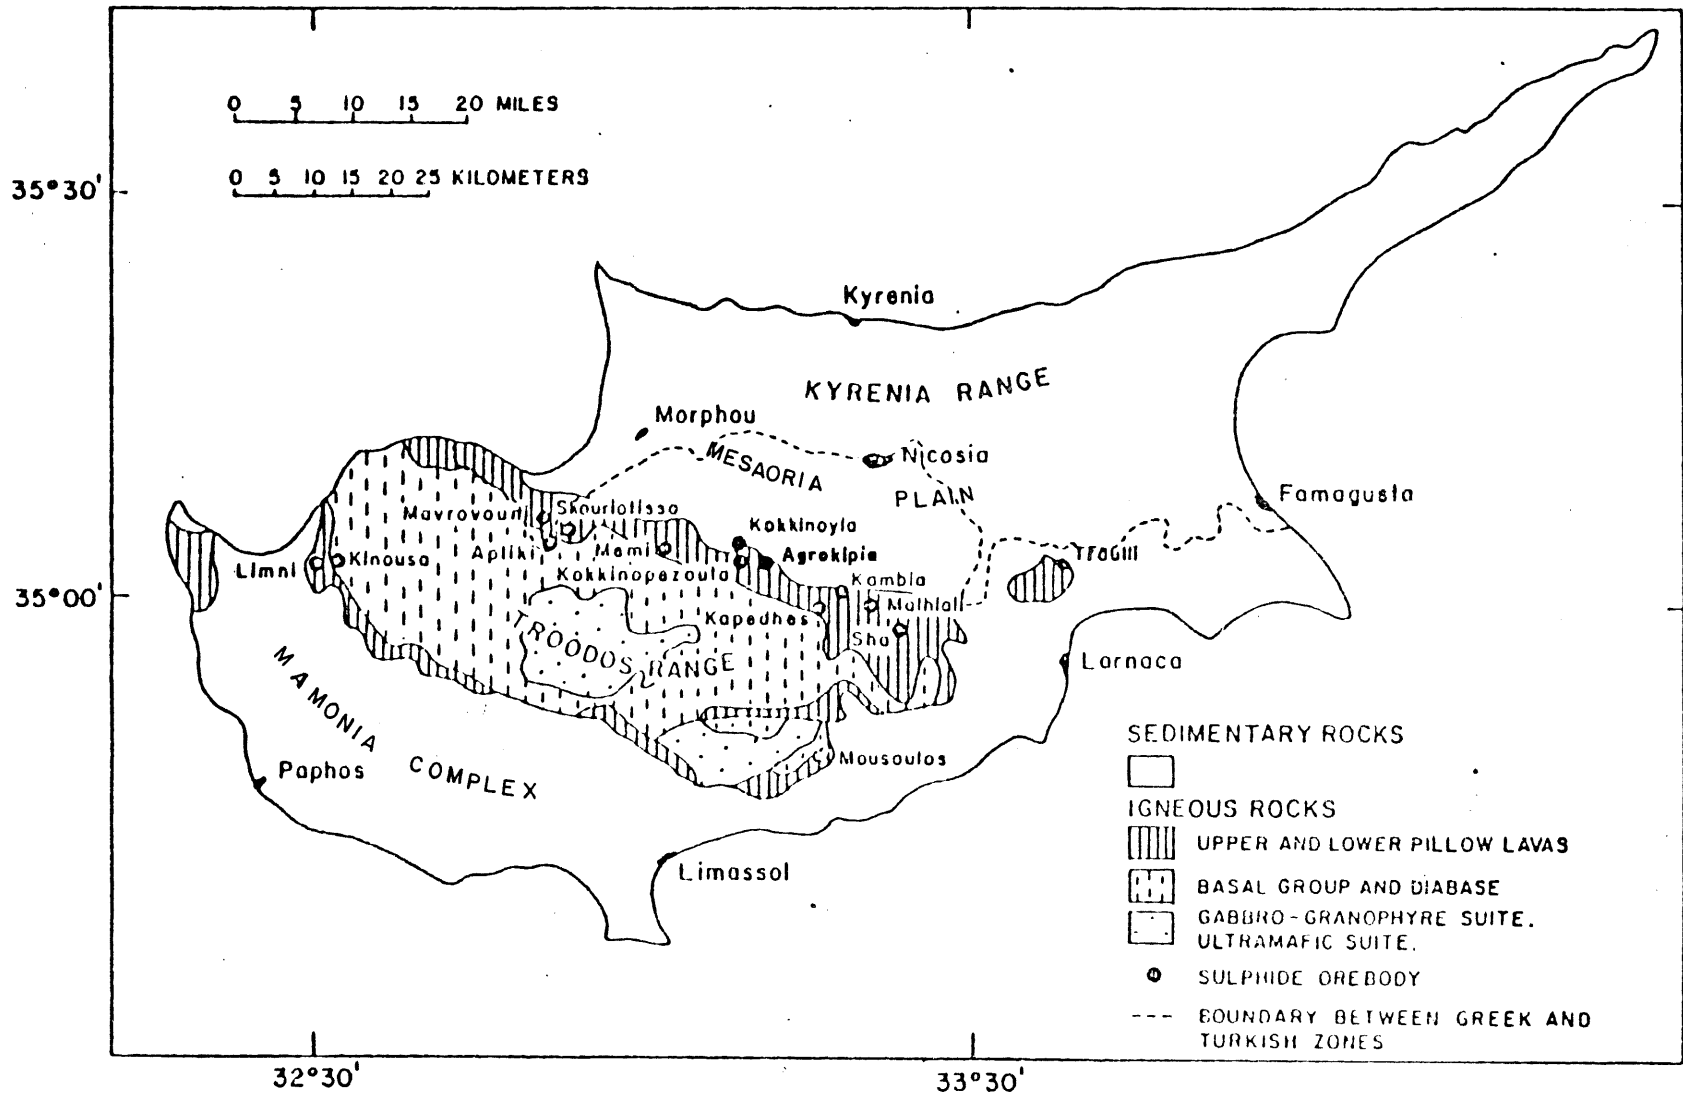 0 5 10 15 20 MILES
0 5 10 15 20 25 KILOMETERS
35°30'
Kyrenia
KYRENIA RANGE
Morphou
MESAORIA
Nicosia
PLAIN
Famagusta
Mavrovouni
Skouriotissa
Kokkinoyia
Apliki
Memi
Agrokipia
Troulli
Limni
Kinousa
Kokkinopezoula
Kambia
35°00'
Kapedhes
Mathiati
Sha
TROODOS RANGE
Larnaca
MAMONIA
COMPLEX
Paphos
Mousoulos
Limassol
SEDIMENTARY ROCKS
IGNEOUS ROCKS
UPPER AND LOWER PILLOW LAVAS
BASAL GROUP AND DIABASE
GABBRO-GRANOPHYRE SUITE.
ULTRAMAFIC SUITE.
SULPHIDE OREBODY
BOUNDARY BETWEEN GREEK AND
TURKISH ZONES
32°30'
33°30'